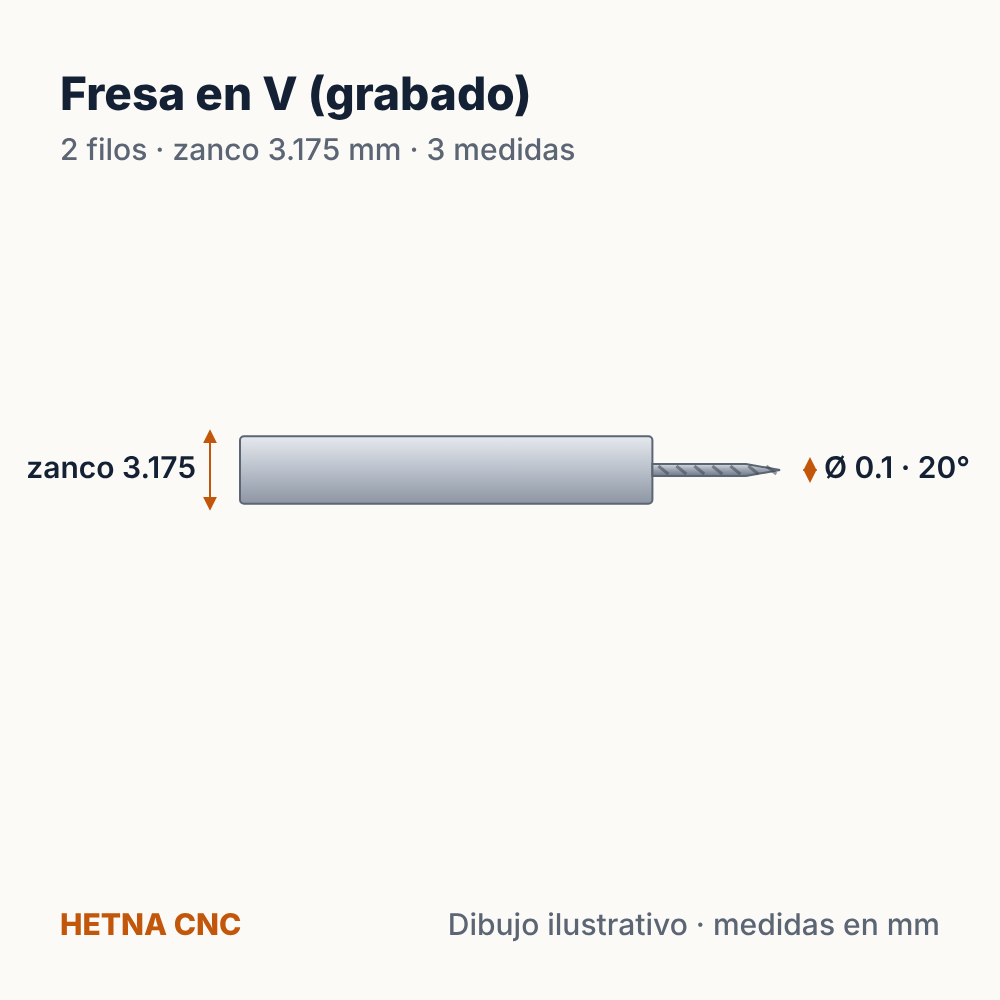 Fresa en V (grabado)
2 filos · zanco 3.175 mm · 3 medidas
zanco 3.175
Ø 0.1 · 20°
HETNA CNC
Dibujo ilustrativo · medidas en mm